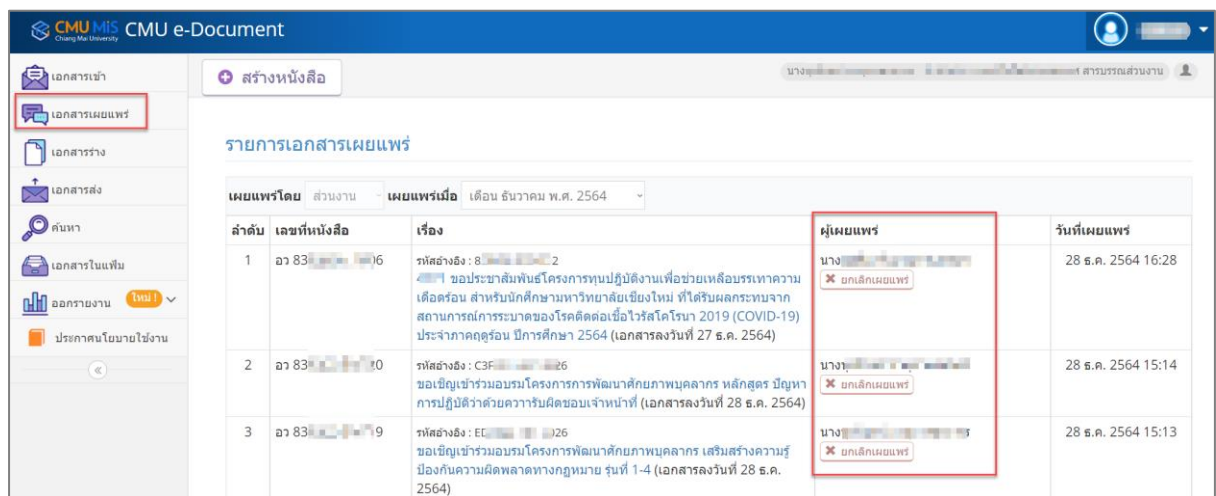 CMU MIS CMU e-Document
Chiang Mai University
เอกสารเข้า
เอกสารเผยแพร่
เอกสารร่าง
เอกสารส่ง
ค้นหา
เอกสารในแฟ้ม
ออกรายงาน ใหม่ !
ประกาศนโยบายใช้งาน
สร้างหนังสือ
สารบรรณส่วนงาน
รายการเอกสารเผยแพร่
เผยแพร่โดย ส่วนงาน เผยแพร่เมื่อ เดือน ธันวาคม พ.ศ. 2564
ลำดับ เลขที่หนังสือ เรื่อง ผู้เผยแพร่ วันที่เผยแพร่
1 อว 83 นาง 28 ธ.ค. 2564 16:28
รหัสอ้างอิง : 8
ขอประชาสัมพันธ์โครงการทุนปฏิบัติงานเพื่อช่วยเหลือบรรเทาความ
ยกเลิกเผยแพร่
เดือดร้อน สำหรับนักศึกษามหาวิทยาลัยเชียงใหม่ ที่ได้รับผลกระทบจาก
สถานการณ์การระบาดของโรคติดต่อเชื้อไวรัสโคโรนา 2019 (COVID-19)
ประจำภาคฤดูร้อน ปีการศึกษา 2564 (เอกสารลงวันที่ 27 ธ.ค. 2564)
2 อว 83 รหัสอ้างอิง : C3F 28 ธ.ค. 2564 15:14
ขอเชิญเข้าร่วมอบรมโครงการการพัฒนาศักยภาพบุคลากร หลักสูตร ปัญหา
ยกเลิกเผยแพร่
การปฏิบัติว่าด้วยความรับผิดชอบเจ้าหน้าที่ (เอกสารลงวันที่ 28 ธ.ค. 2564)
3 อว 83 รหัสอ้างอิง : ED 28 ธ.ค. 2564 15:13
ขอเชิญเข้าร่วมอบรมโครงการพัฒนาศักยภาพบุคลากร เสริมสร้างความรู้
ยกเลิกเผยแพร่
ป้องกันความผิดพลาดทางกฎหมาย รุ่นที่ 1-4 (เอกสารลงวันที่ 28 ธ.ค.
2564)